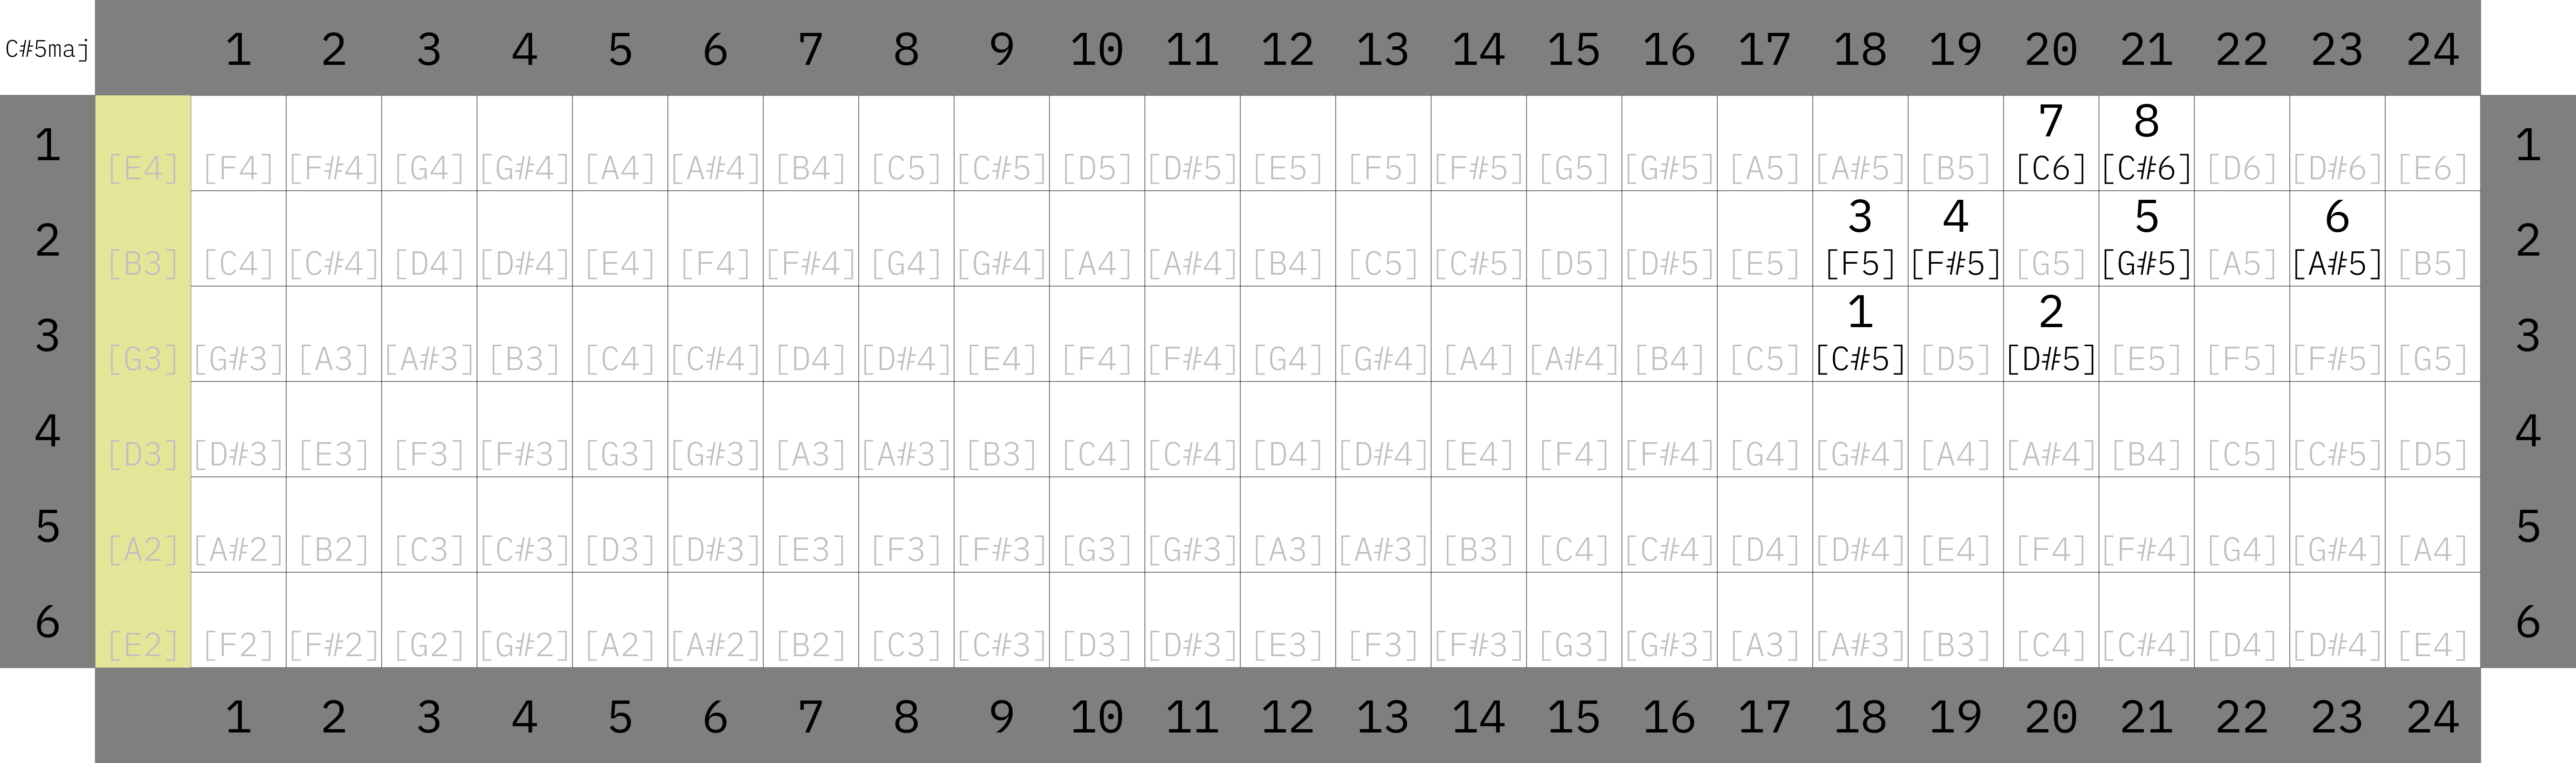 C#5maj 1 2 3 4 5 6 7 8 9 10 11 12 13 14 15 16 17 18 19 20 21 22 23 24
7 8
1 [E4] [F4] [F#4] [G4] [G#4] [A4] [A#4] [B4] [C5] [C#5] [D5] [D#5] [E5] [F5] [F#5] [G5] [G#5] [A5] [A#5] [B5] [C6] [C#6] [D6] [D#6] [E6] 1
3 4 5 6
2 [B3] [C4] [C#4] [D4] [D#4] [E4] [F4] [F#4] [G4] [G#4] [A4] [A#4] [B4] [C5] [C#5] [D5] [D#5] [E5] [F5] [F#5] [G5] [G#5] [A5] [A#5] [B5] 2
1 2
3 [G3] [G#3] [A3] [A#3] [B3] [C4] [C#4] [D4] [D#4] [E4] [F4] [F#4] [G4] [G#4] [A4] [A#4] [B4] [C5] [C#5] [D5] [D#5] [E5] [F5] [F#5] [G5] 3
4 [D3] [D#3] [E3] [F3] [F#3] [G3] [G#3] [A3] [A#3] [B3] [C4] [C#4] [D4] [D#4] [E4] [F4] [F#4] [G4] [G#4] [A4] [A#4] [B4] [C5] [C#5] [D5] 4
5 [A2] [A#2] [B2] [C3] [C#3] [D3] [D#3] [E3] [F3] [F#3] [G3] [G#3] [A3] [A#3] [B3] [C4] [C#4] [D4] [D#4] [E4] [F4] [F#4] [G4] [G#4] [A4] 5
6 [E2] [F2] [F#2] [G2] [G#2] [A2] [A#2] [B2] [C3] [C#3] [D3] [D#3] [E3] [F3] [F#3] [G3] [G#3] [A3] [A#3] [B3] [C4] [C#4] [D4] [D#4] [E4] 6
1 2 3 4 5 6 7 8 9 10 11 12 13 14 15 16 17 18 19 20 21 22 23 24